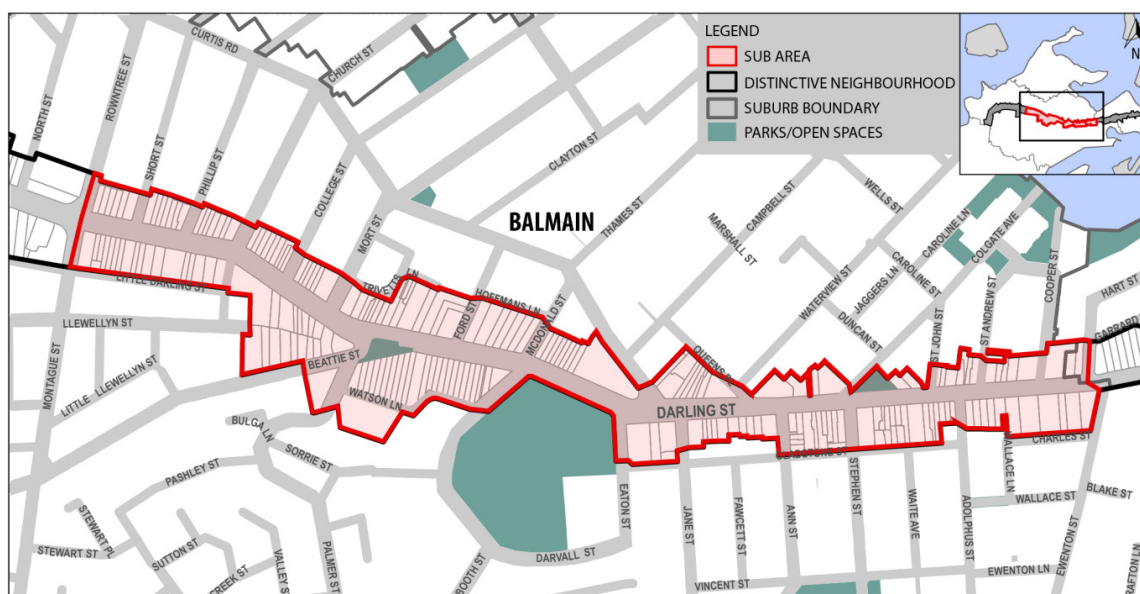 LEGEND
SUB AREA
DISTINCTIVE NEIGHBOURHOOD
SUBURB BOUNDARY
PARKS/OPEN SPACES
N
CURTIS RD
CHURCH ST
NORTH ST
ROWNTREE ST
SHORT ST
PHILLIP ST
COLLEGE ST
MORT ST
CLAYTON ST
THAMES ST
BALMAIN
MARSHALL ST
CAMPBELL ST
WELLS ST
CAROLINE LN
COLGATE AVE
JAGGERS LN
CAROLINE ST
WATERVIEW ST
DUNCAN ST
ST JOHN ST
ST ANDREW ST
COOPER ST
HART ST
TRIVETTS LN
HOFFMANS LN
FORD ST
MCDONALD ST
LITTLE DARLING ST
LLEWELLYN ST
BEATTIE ST
WATSON LN
MONTAGUE ST
LITTLE LLEWELLYN ST
DARLING ST
BULGA LN
SORRIE ST
PASHLEY ST
STEWART PL
STEWART ST
SUTTON ST
CREEK ST
VALLEY ST
PALMER ST
BOOTH ST
DARVALL ST
EATON ST
JANE ST
FAWCETT ST
ANN ST
STEPHEN ST
WAITE AVE
ADOLPHUS ST
WALLACE LN
CHARLES ST
WALLACE ST
BLAKE ST
EWENTON ST
EWENTON LN
VINCENT ST